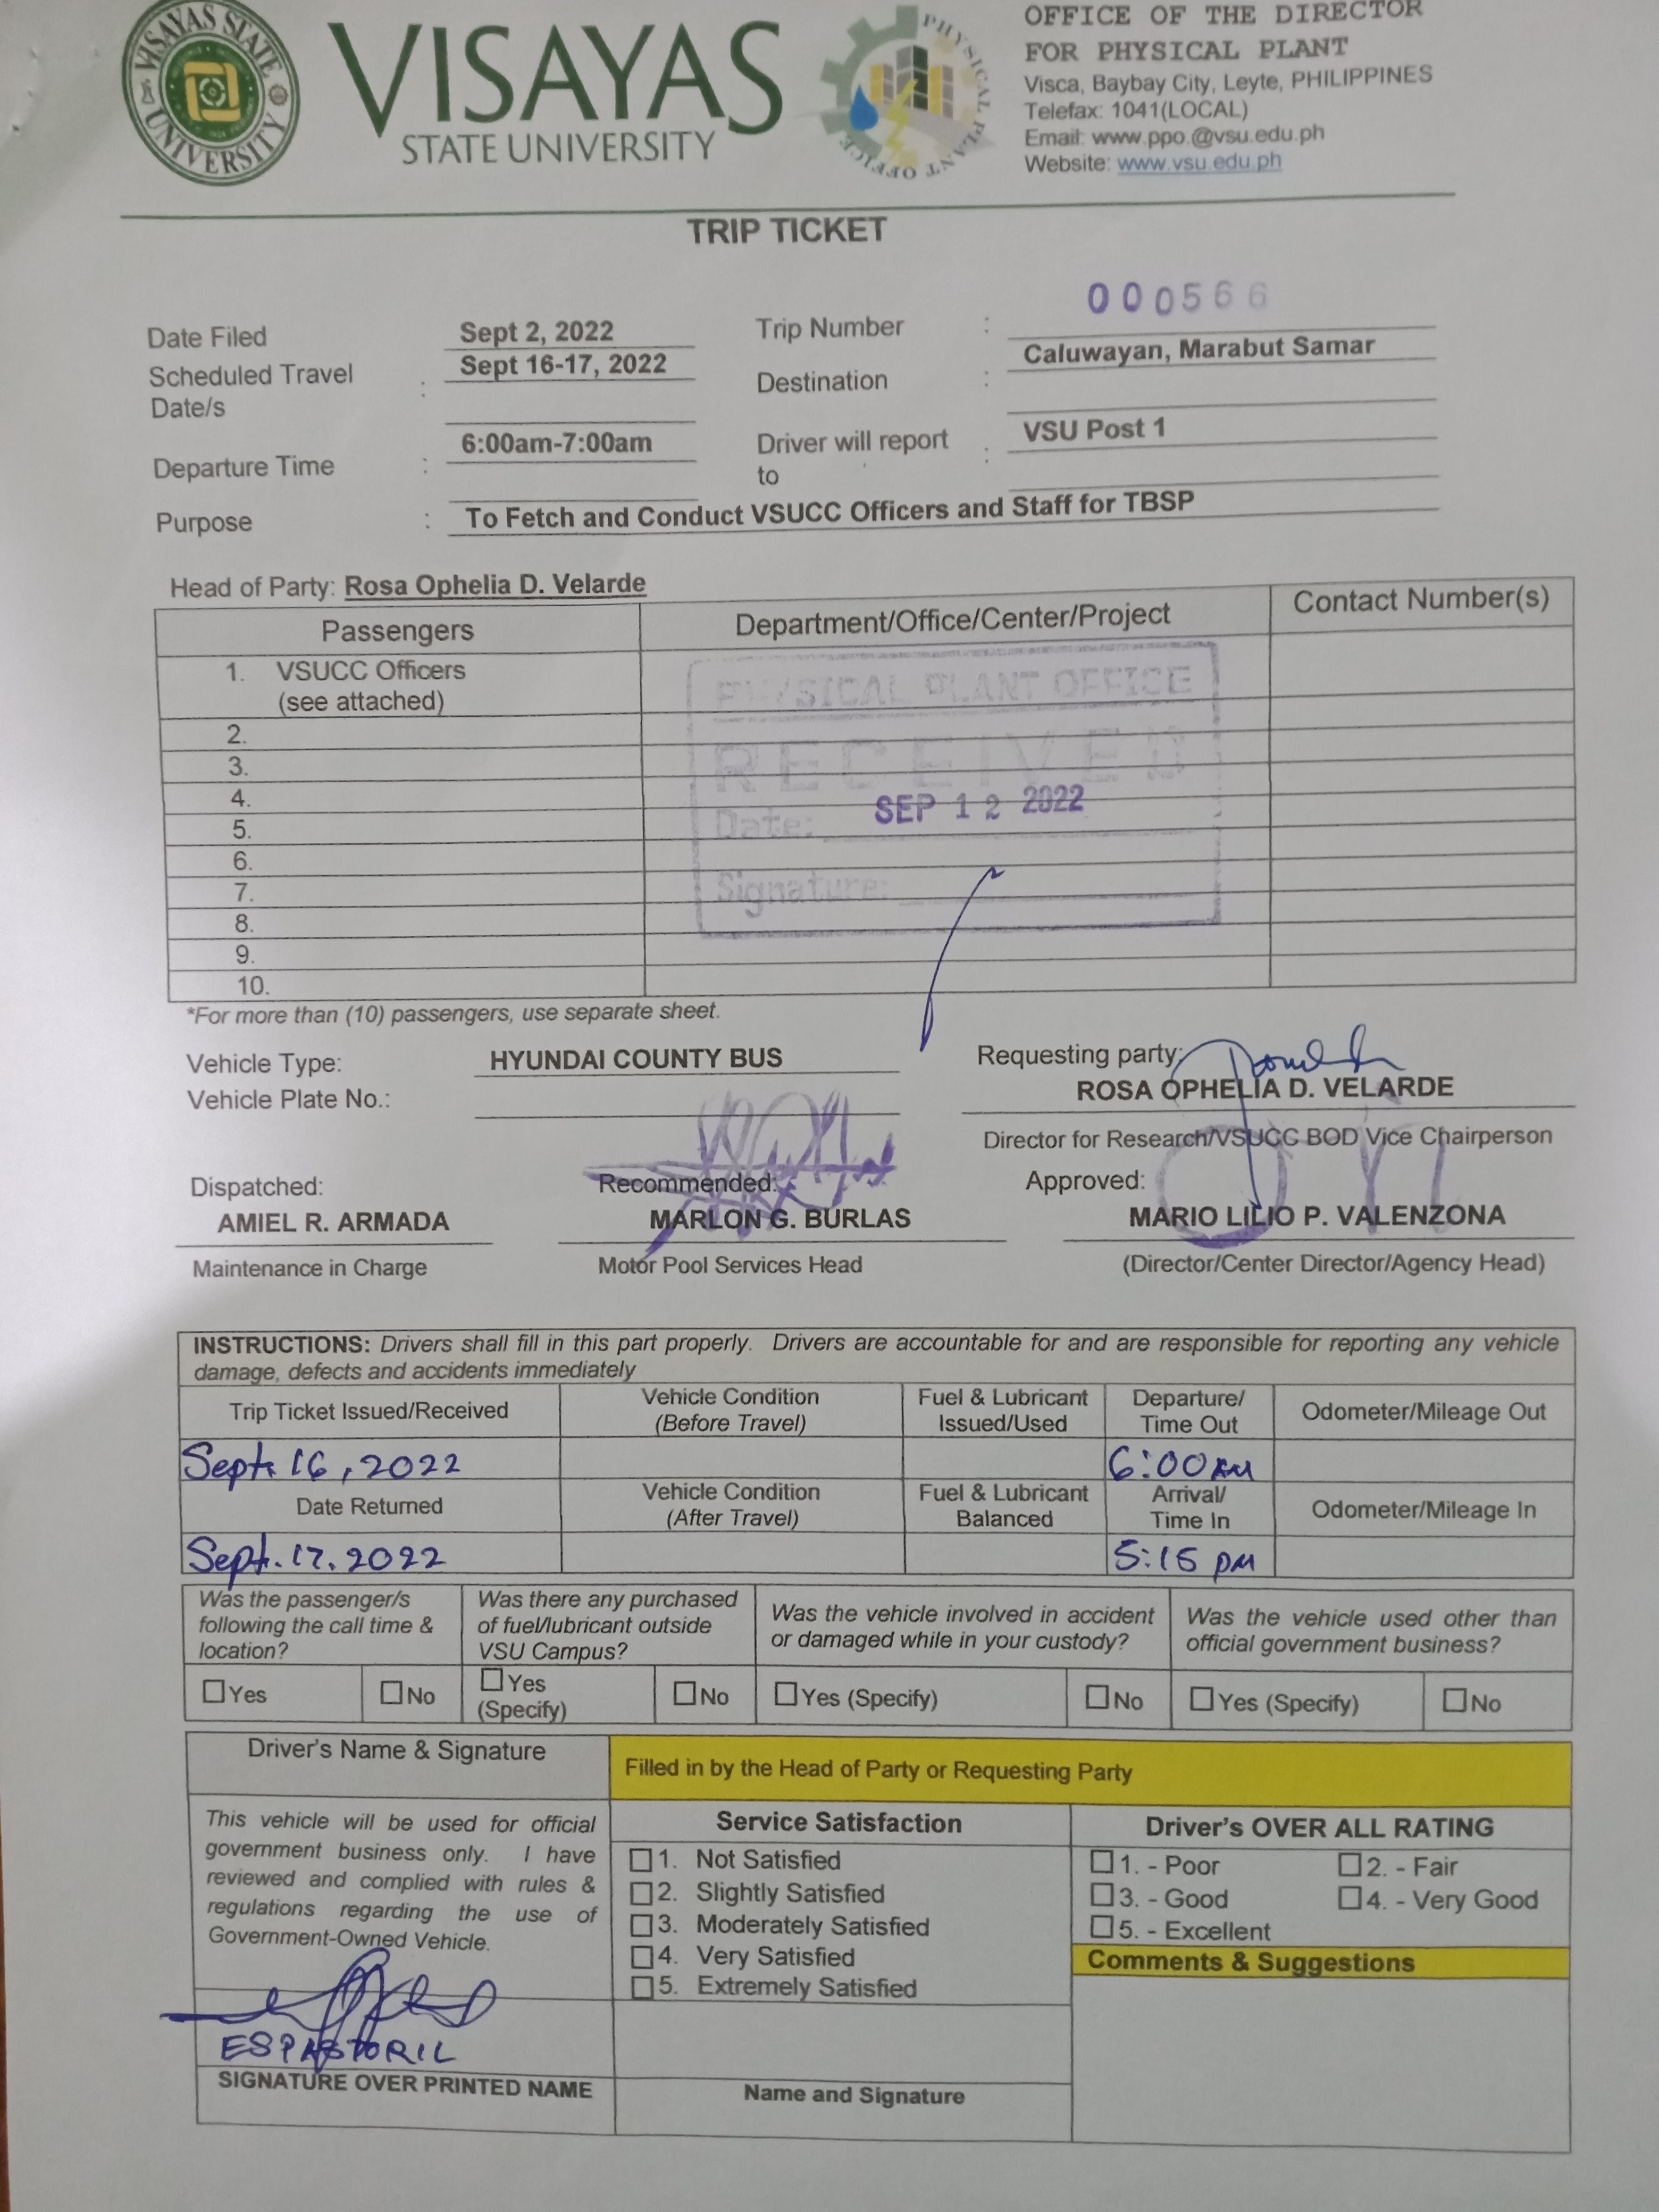 VISAYAS STATE UNIVERSITY
VISAYAS
STATE UNIVERSITY
PHYSICAL PLANT OFFICE
OFFICE OF THE DIRECTOR
FOR PHYSICAL PLANT
Visca, Baybay City, Leyte, PHILIPPINES
Telefax: 1041(LOCAL)
Email: www.ppo.@vsu.edu.ph
Website: www.vsu.edu.ph
TRIP TICKET
Date Filed Sept 2, 2022 Trip Number : 000566
Scheduled Travel Date/s : Sept 16-17, 2022 Destination : Caluwayan, Marabut Samar
Departure Time : 6:00am-7:00am Driver will report to : VSU Post 1
Purpose : To Fetch and Conduct VSUCC Officers and Staff for TBSP
Head of Party: Rosa Ophelia D. Velarde
Passengers Department/Office/Center/Project Contact Number(s)
1. VSUCC Officers
(see attached)
2.
3.
4.
5.
6.
7.
8.
9.
10.
PHYSICAL PLANT OFFICE
RECEIVED
Date: SEP 12 2022
Signature:
*For more than (10) passengers, use separate sheet.
Vehicle Type: HYUNDAI COUNTY BUS
Vehicle Plate No.:
Requesting party:
ROSA OPHELIA D. VELARDE
Director for Research/VSUCC BOD Vice Chairperson
Dispatched: Recommended: Approved:
AMIEL R. ARMADA MARLON G. BURLAS MARIO LILIO P. VALENZONA
Maintenance in Charge Motor Pool Services Head (Director/Center Director/Agency Head)
INSTRUCTIONS: Drivers shall fill in this part properly. Drivers are accountable for and are responsible for reporting any vehicle
damage, defects and accidents immediately
Trip Ticket Issued/Received Vehicle Condition (Before Travel) Fuel & Lubricant Issued/Used Departure/ Time Out Odometer/Mileage Out
Sept. 16, 2022 6:00 AM
Date Returned Vehicle Condition (After Travel) Fuel & Lubricant Balanced Arrival/ Time In Odometer/Mileage In
Sept. 17. 2022 5:15 PM
Was the passenger/s following the call time & location? Was there any purchased of fuel/lubricant outside VSU Campus? Was the vehicle involved in accident or damaged while in your custody? Was the vehicle used other than official government business?
Yes No Yes (Specify) No Yes (Specify) No Yes (Specify) No
Driver's Name & Signature
Filled in by the Head of Party or Requesting Party
This vehicle will be used for official
government business only. I have
reviewed and complied with rules &
regulations regarding the use of
Government-Owned Vehicle.
ESPASTORIL
SIGNATURE OVER PRINTED NAME
Service Satisfaction
1. Not Satisfied
2. Slightly Satisfied
3. Moderately Satisfied
4. Very Satisfied
5. Extremely Satisfied
Name and Signature
Driver's OVER ALL RATING
1. - Poor 2. - Fair
3. - Good 4. - Very Good
5. - Excellent
Comments & Suggestions